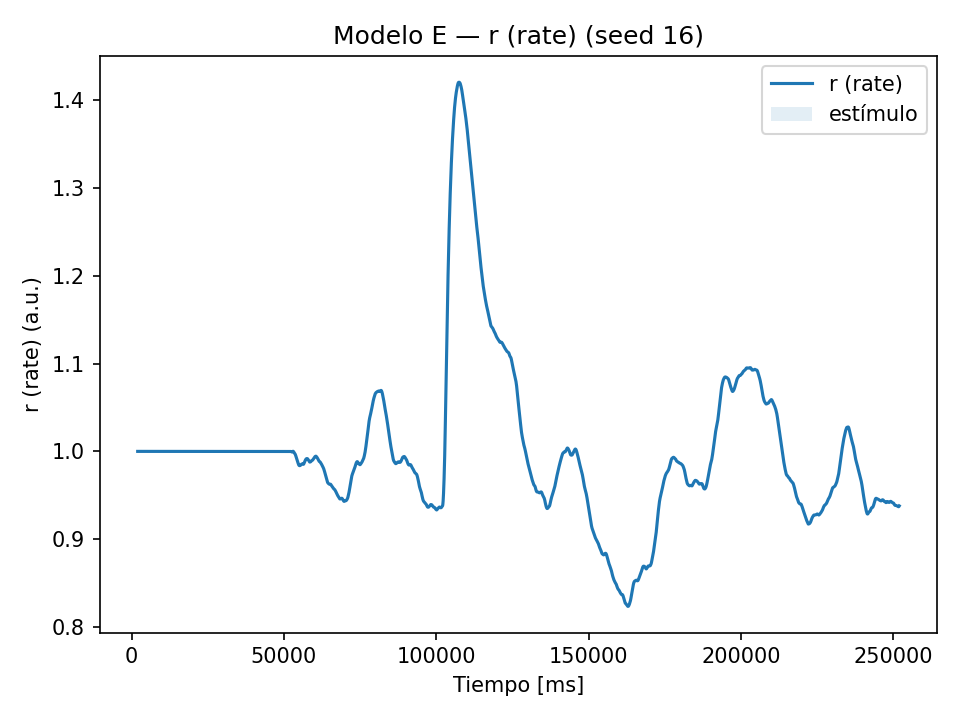 Modelo E — r (rate) (seed 16)
r (rate)
estímulo
r (rate) (a.u.)
1.4
1.3
1.2
1.1
1.0
0.9
0.8
0 50000 100000 150000 200000 250000
Tiempo [ms]